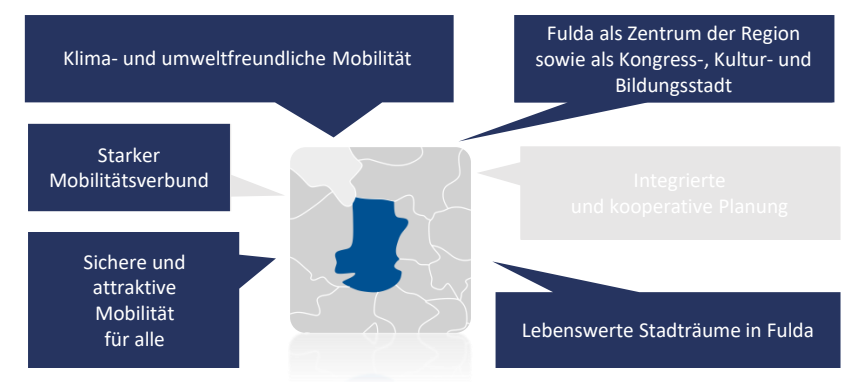 Klima- und umweltfreundliche Mobilität
Fulda als Zentrum der Region
sowie als Kongress-, Kultur- und
Bildungsstadt
Starker
Mobilitätsverbund
Integrierte
und kooperative Planung
Sichere und
attraktive
Mobilität
für alle
Lebenswerte Stadträume in Fulda